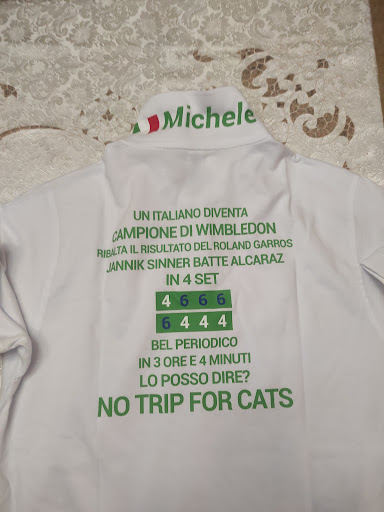 Michele
UN ITALIANO DIVENTA
CAMPIONE DI WIMBLEDON
RIBALTA IL RISULTATO DEL ROLAND GARROS
JANNIK SINNER BATTE ALCARAZ
IN 4 SET
4 6 6 6
6 4 4 4
BEL PERIODICO
IN 3 ORE E 4 MINUTI
LO POSSO DIRE?
NO TRIP FOR CATS